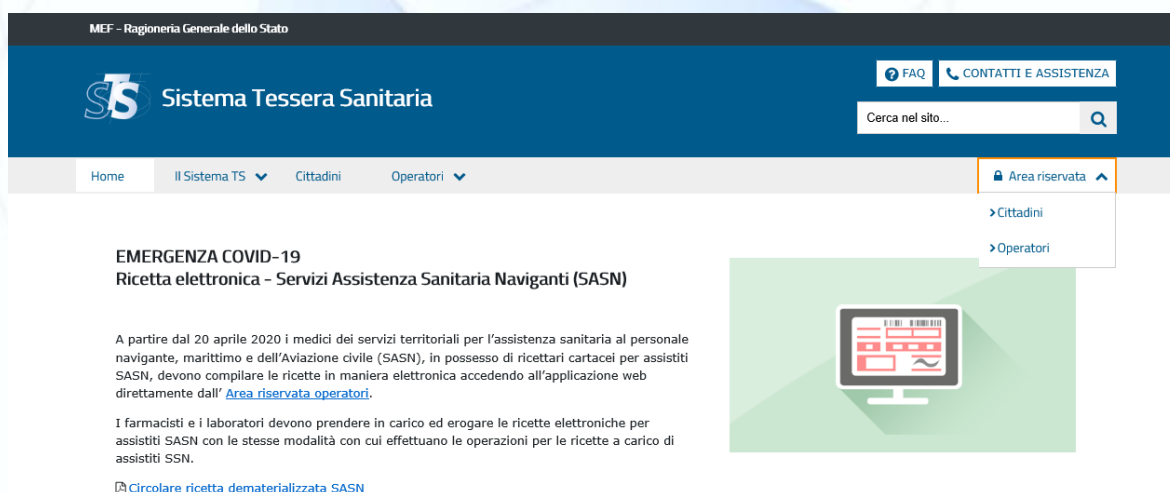 MEF - Ragioneria Generale dello Stato
FAQ
CONTATTI E ASSISTENZA
STS Sistema Tessera Sanitaria
Cerca nel sito...
Home
Il Sistema TS
Cittadini
Operatori
Area riservata
Cittadini
Operatori
EMERGENZA COVID-19
Ricetta elettronica - Servizi Assistenza Sanitaria Naviganti (SASN)
A partire dal 20 aprile 2020 i medici dei servizi territoriali per l'assistenza sanitaria al personale
navigante, marittimo e dell'Aviazione civile (SASN), in possesso di ricettari cartacei per assistiti
SASN, devono compilare le ricette in maniera elettronica accedendo all'applicazione web
direttamente dall' Area riservata operatori.
I farmacisti e i laboratori devono prendere in carico ed erogare le ricette elettroniche per
assistiti SASN con le stesse modalità con cui effettuano le operazioni per le ricette a carico di
assistiti SSN.
Circolare ricetta dematerializzata SASN